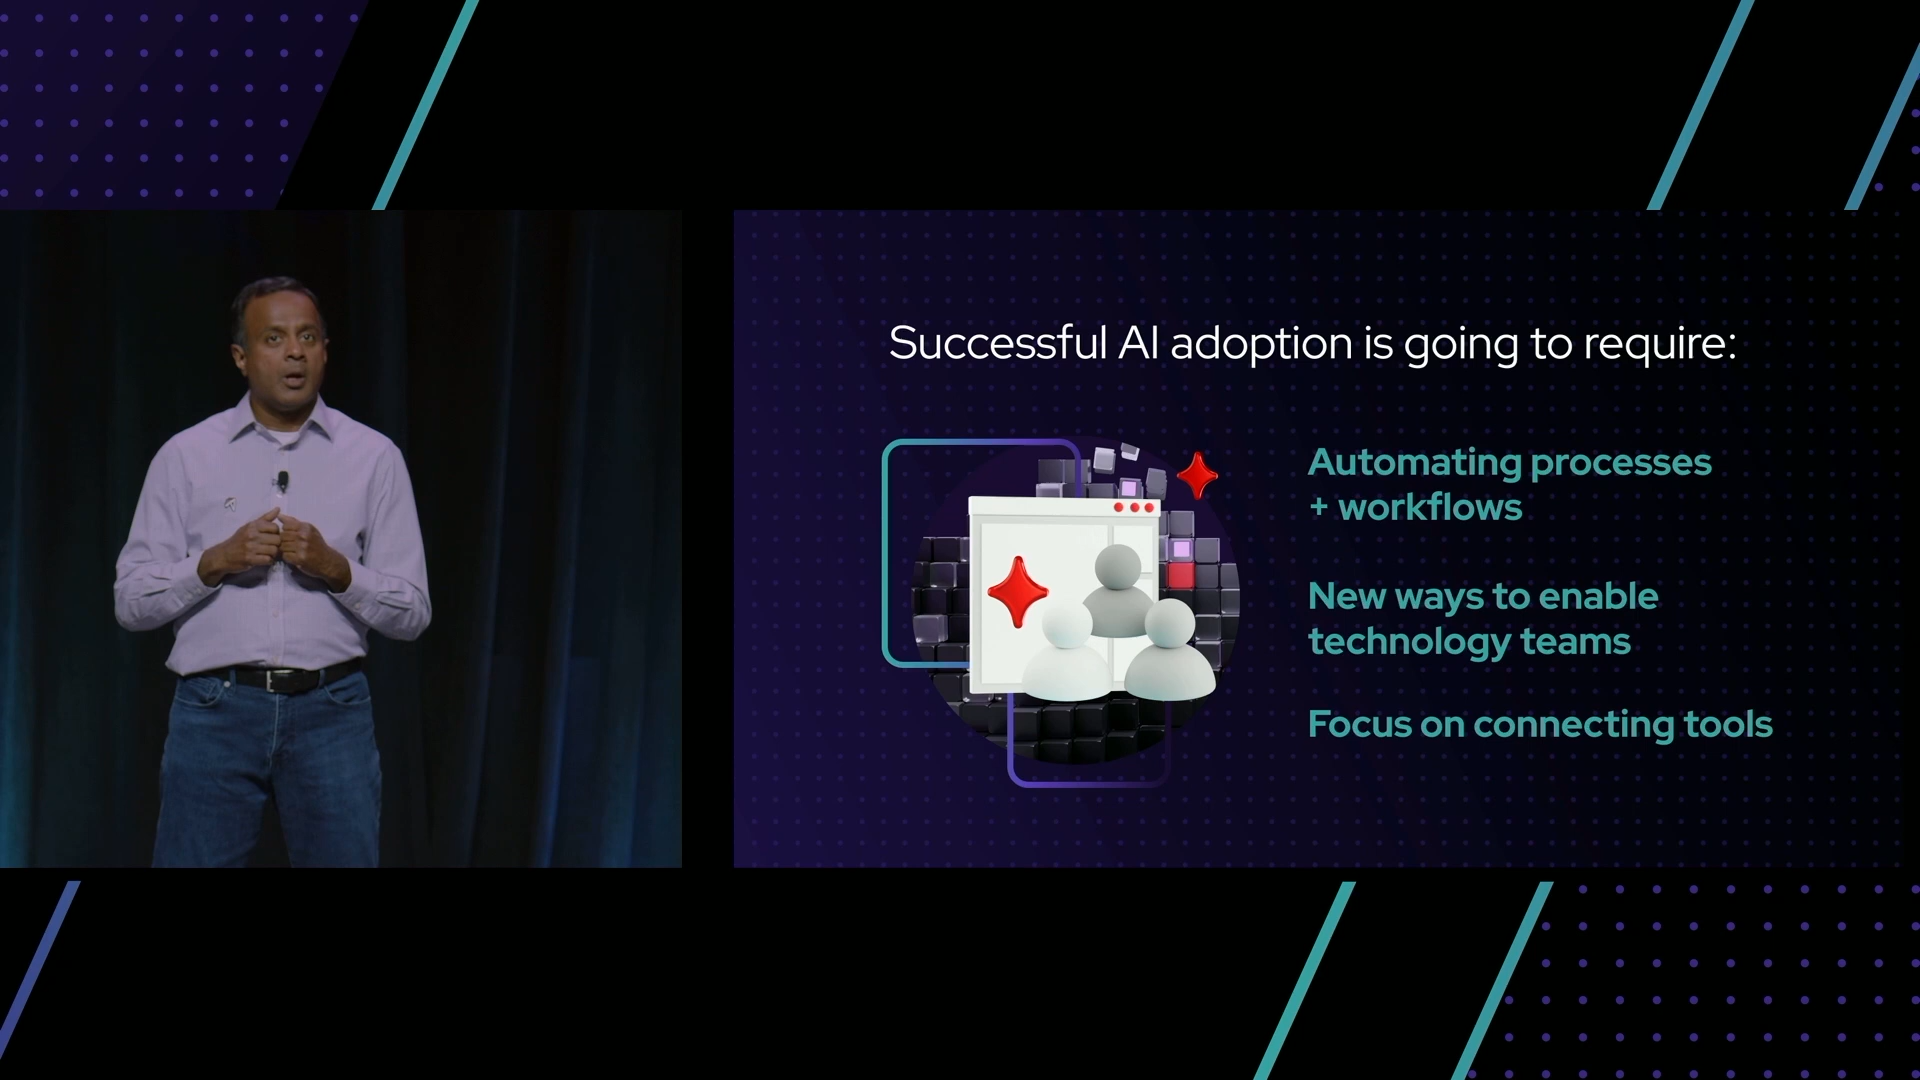 Successful AI adoption is going to require:
Automating processes
+ workflows
New ways to enable
technology teams
Focus on connecting tools